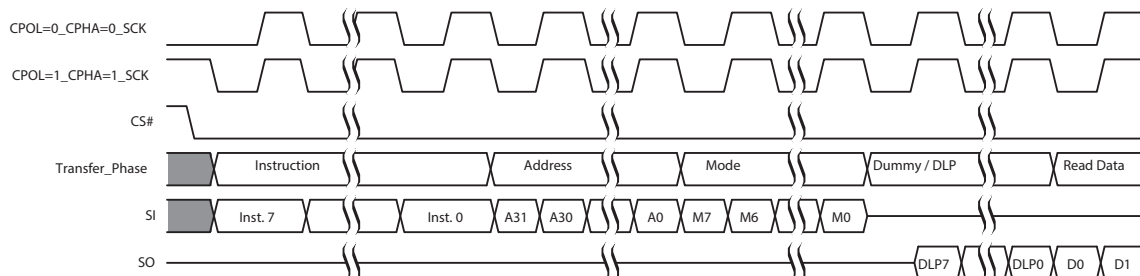 CPOL=0_CPHA=0_SCK
CPOL=1_CPHA=1_SCK
CS#
Transfer_Phase Instruction Address Mode Dummy / DLP Read Data
SI Inst. 7 Inst. 0 A31 A30 A0 M7 M6 M0
SO DLP7 DLP0 D0 D1